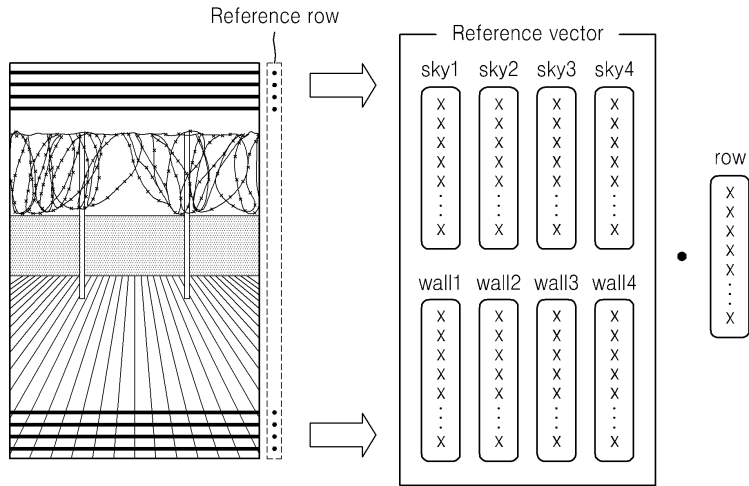 Reference row
Reference vector
sky1 sky2 sky3 sky4
X X X X
X X X X
X X X X
X X X X
X X X X
⋮ ⋮ ⋮ ⋮
X X X X
row
X
X
X
X
X
⋮
X
wall1 wall2 wall3 wall4
X X X X
X X X X
X X X X
X X X X
X X X X
⋮ ⋮ ⋮ ⋮
X X X X